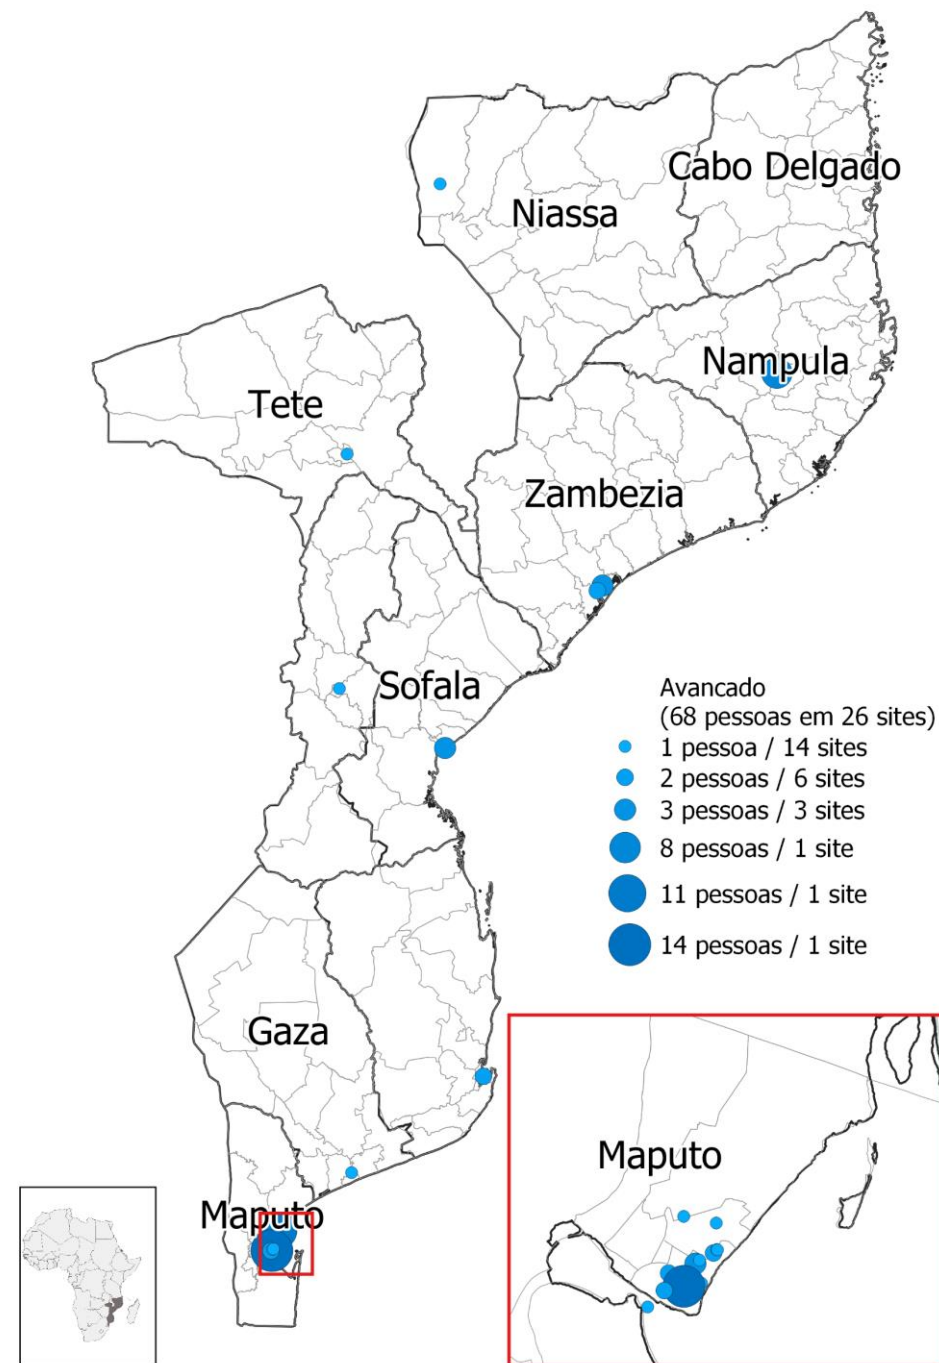 Cabo Delgado
Niassa
Nampula
Tete
Zambezia
Sofala
Avancado
(68 pessoas em 26 sites)
1 pessoa / 14 sites
2 pessoas / 6 sites
3 pessoas / 3 sites
8 pessoas / 1 site
11 pessoas / 1 site
14 pessoas / 1 site
Gaza
Maputo
Maputo